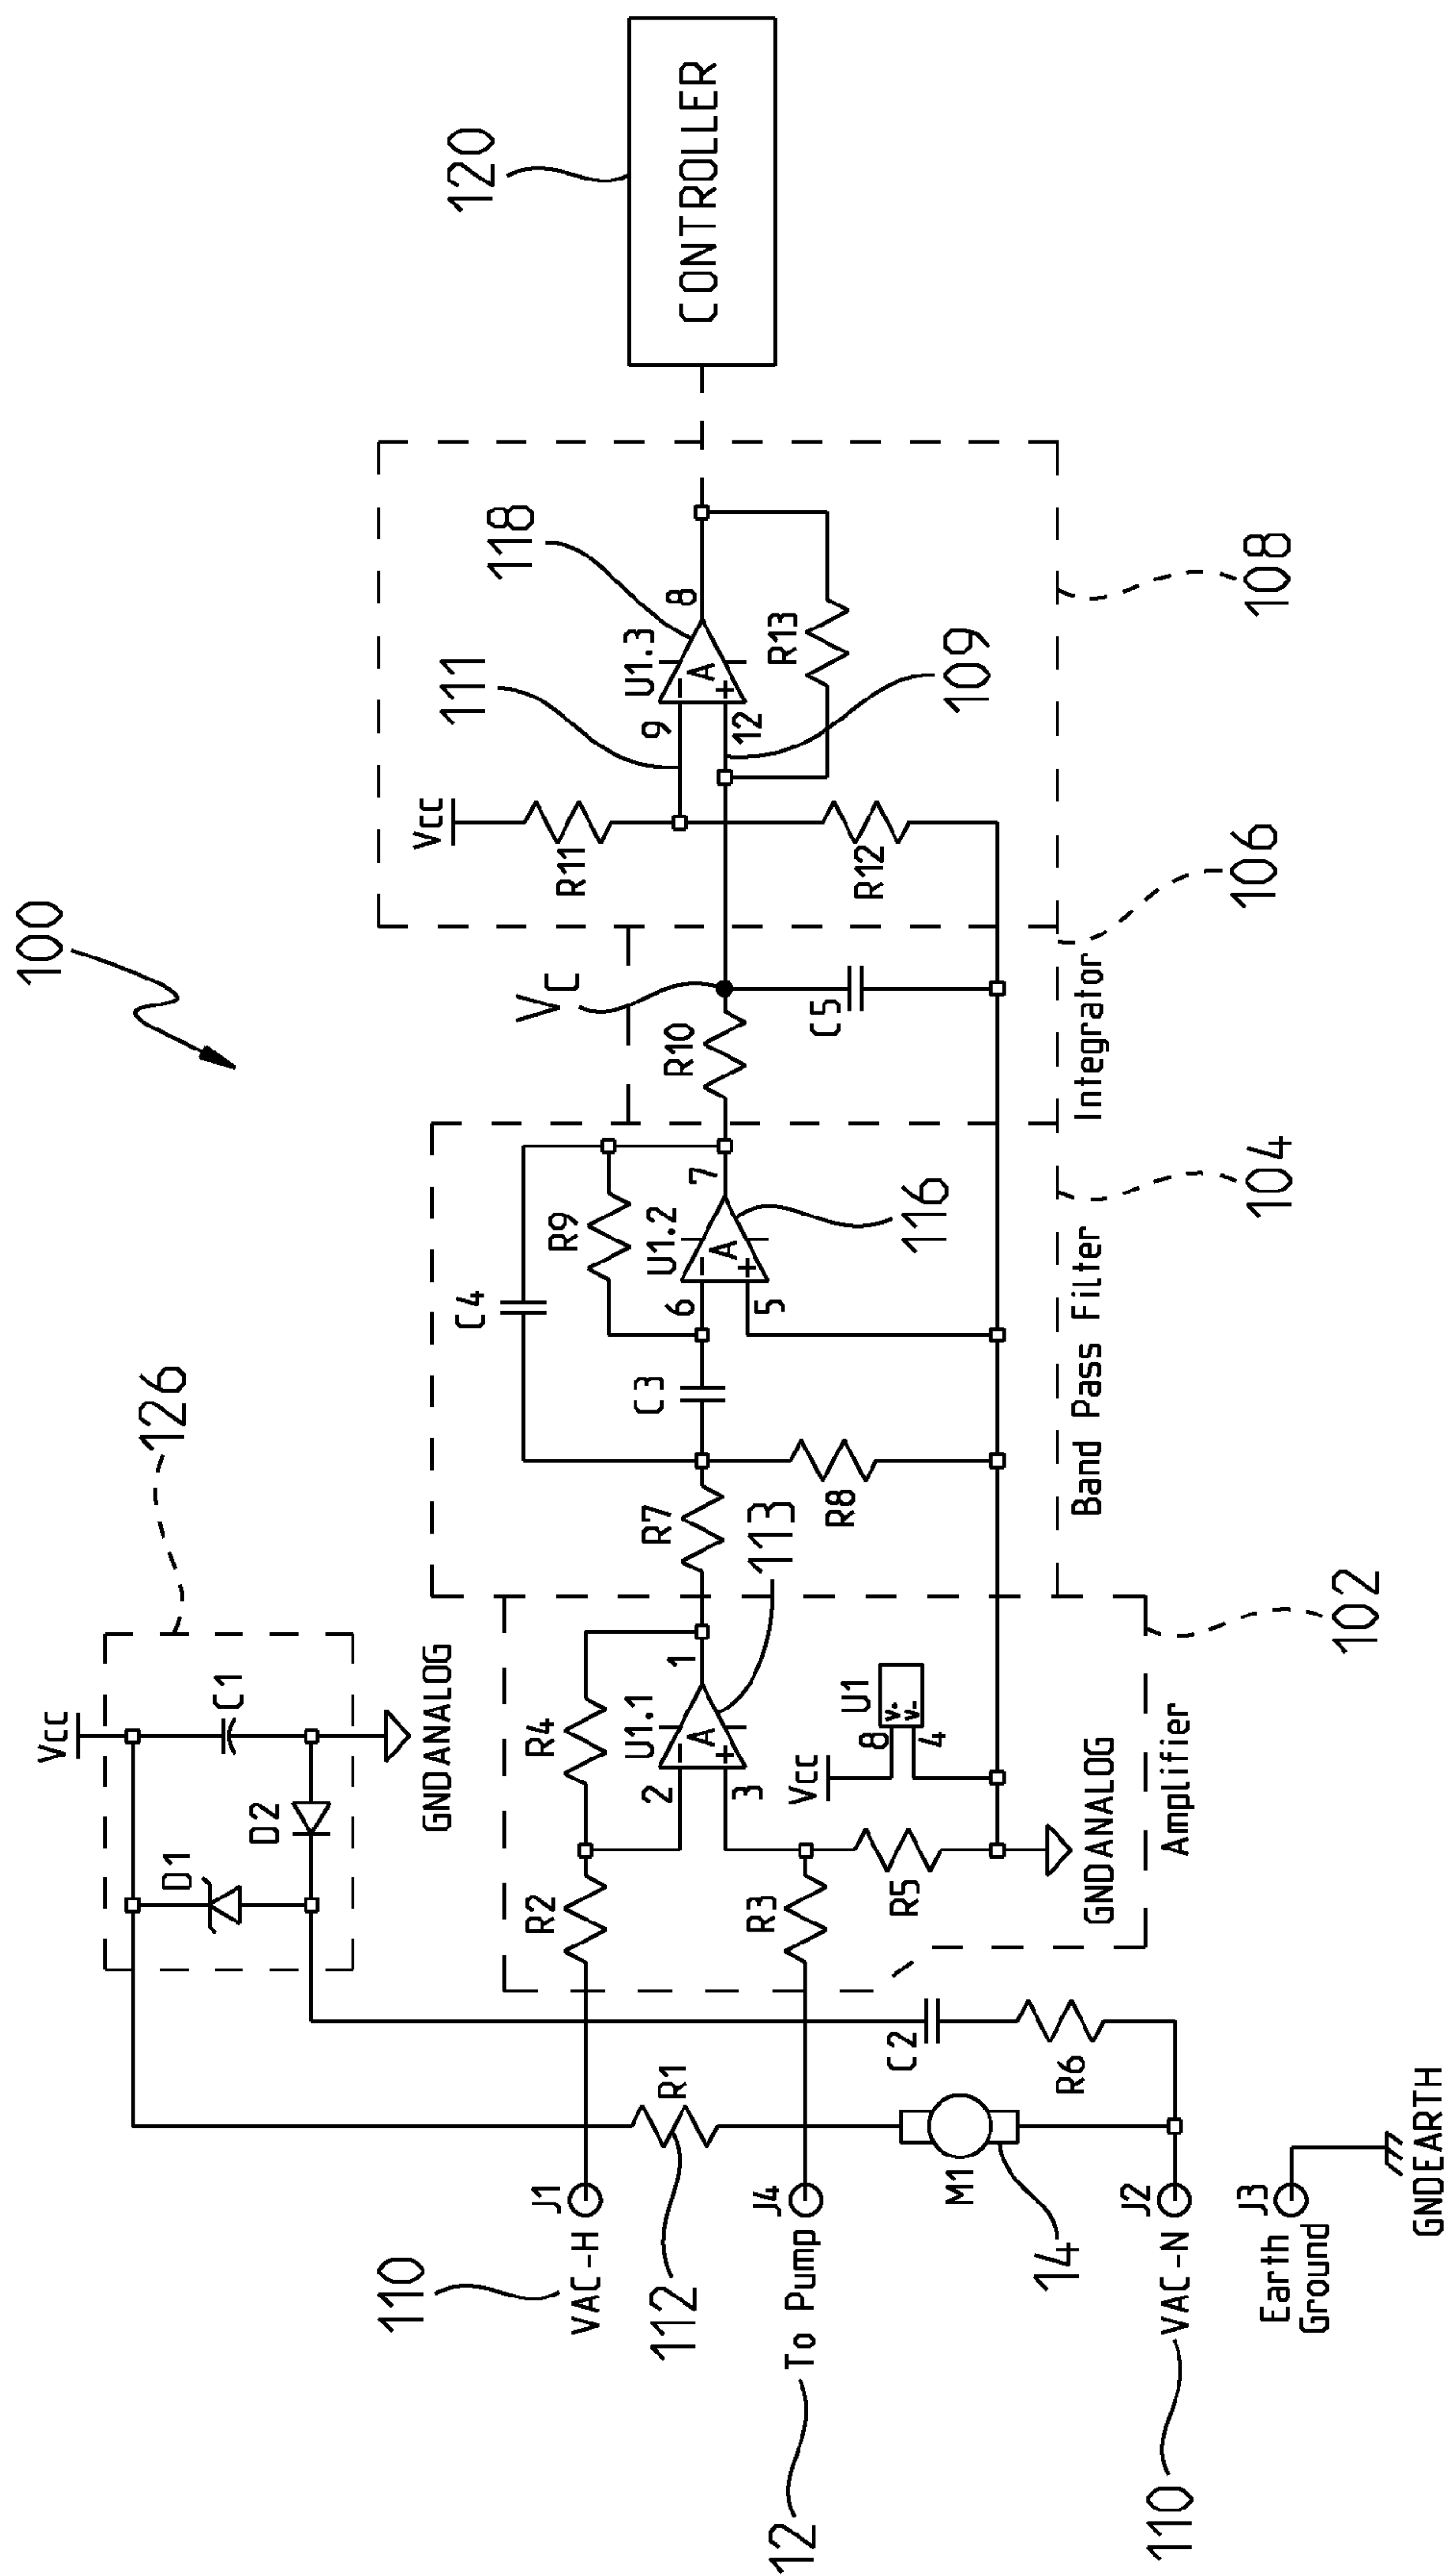 100
126
Vcc
C1
D1
D2
GNDANALOG
VAC-H
110
J1
112
R1
12
To Pump
J4
M1
14
110
VAC-N
J2
Earth
Ground
J3
GNDEARTH
C2
R6
R2
R4
R3
R5
2
3
U1.1
A
-
+
1
113
Vcc
8
4
U1
V+
V-
GNDANALOG
Amplifier
102
R7
R8
C3
C4
R9
6
5
U1.2
A
-
+
7
116
Band Pass Filter
104
R10
Vc
C5
Integrator
106
Vcc
R11
R12
111
9
12
U1.3
A
-
+
8
118
R13
109
108
120
CONTROLLER